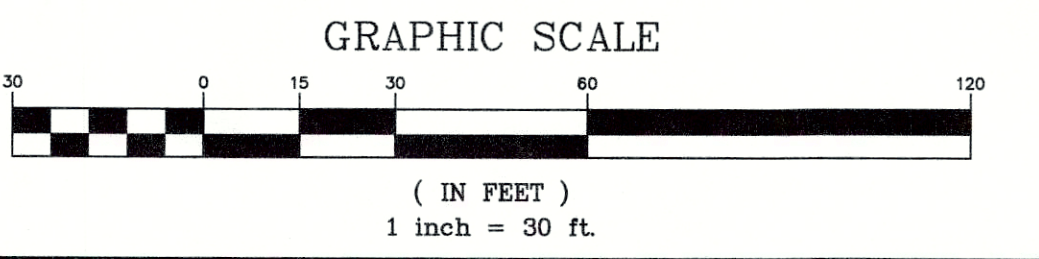 GRAPHIC SCALE
30 0 15 30 60 120
( IN FEET )
1 inch = 30 ft.